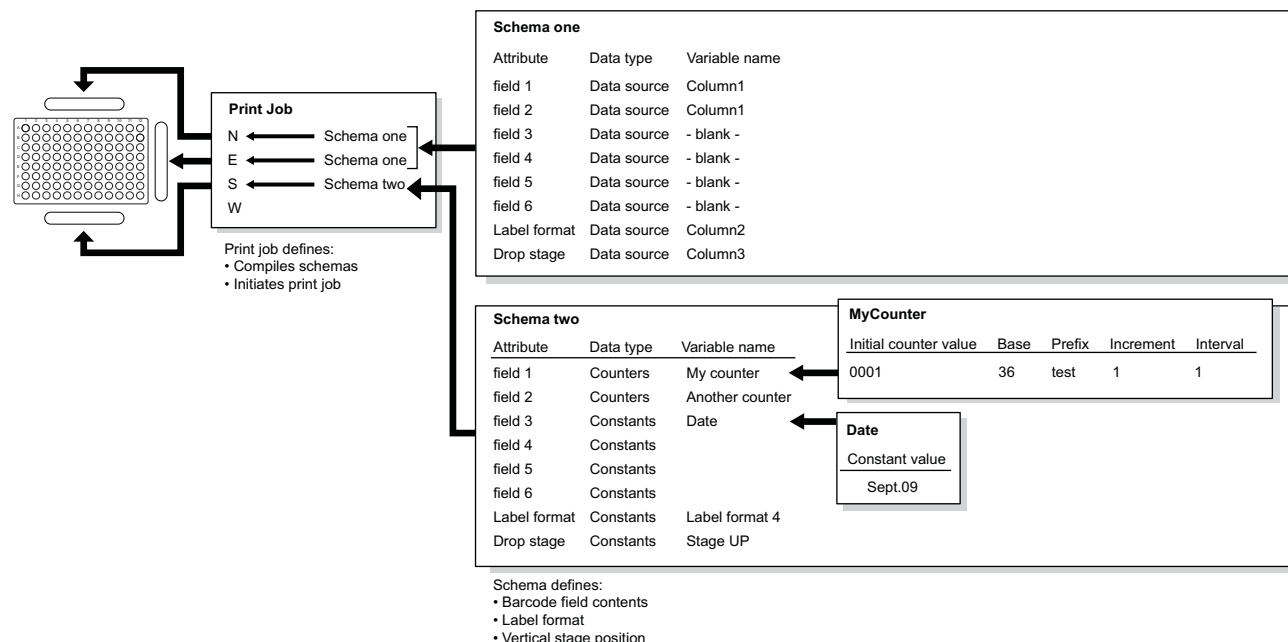 Print Job
N Schema one
E Schema one
S Schema two
W
Print job defines:
• Compiles schemas
• Initiates print job
Schema one
Attribute Data type Variable name
field 1 Data source Column1
field 2 Data source Column1
field 3 Data source - blank -
field 4 Data source - blank -
field 5 Data source - blank -
field 6 Data source - blank -
Label format Data source Column2
Drop stage Data source Column3
Schema two
Attribute Data type Variable name
field 1 Counters My counter
field 2 Counters Another counter
field 3 Constants Date
field 4 Constants
field 5 Constants
field 6 Constants
Label format Constants Label format 4
Drop stage Constants Stage UP
MyCounter
Initial counter value Base Prefix Increment Interval
0001 36 test 1 1
Date
Constant value
Sept.09
Schema defines:
• Barcode field contents
• Label format
• Vertical stage position